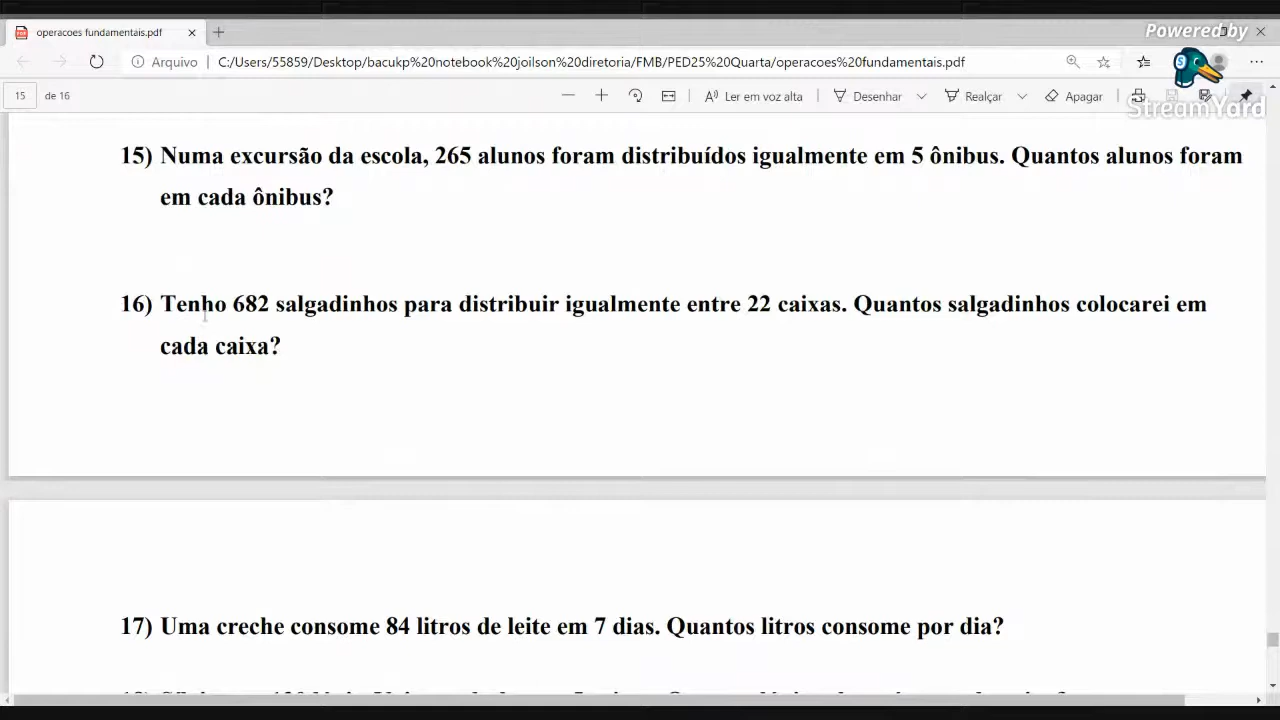 operacoes fundamentais.pdf
Powered by
Arquivo
C:/Users/55859/Desktop/bacukp%20notebook%20joilson%20diretoria/FMB/PED25%20Quarta/operacoes%20fundamentais.pdf
15 de 16
Ler em voz alta
Desenhar
Realçar
Apagar
StreamYard
15) Numa excursão da escola, 265 alunos foram distribuídos igualmente em 5 ônibus. Quantos alunos foram
em cada ônibus?
16) Tenho 682 salgadinhos para distribuir igualmente entre 22 caixas. Quantos salgadinhos colocarei em
cada caixa?
17) Uma creche consome 84 litros de leite em 7 dias. Quantos litros consome por dia?